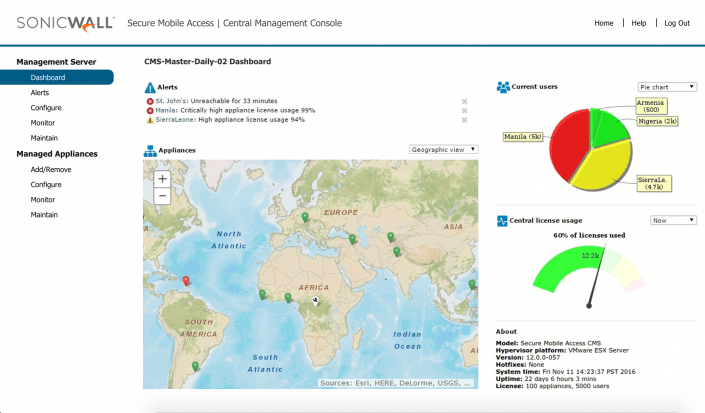 SONICWALL
Secure Mobile Access | Central Management Console
Home | Help | Log Out
Management Server
Dashboard
Alerts
Configure
Monitor
Maintain
Managed Appliances
Add/Remove
Configure
Monitor
Maintain
CMS-Master-Daily-02 Dashboard
Alerts
St. John's: Unreachable for 33 minutes
Manila: Critically high appliance license usage 99%
SierraLeone: High appliance license usage 94%
Appliances
Geographic view
+
−
EUROPE
ASIA
North
Atlantic
AFRICA
SOUTH
AMERICA
Indian
Ocean
South
Atlantic
Sources: Esri, HERE, DeLorme, USGS, ...
Current users
Pie chart
Armenia
(500)
Nigeria (2k)
Manila (5k)
SierraLe..
(4.7k)
Central license usage
Now
60% of licenses used
12.2k
About
Model: Secure Mobile Access CMS
Hypervisor platform: VMware ESX Server
Version: 12.0.0-057
Hotfixes: None
System time: Fri Nov 11 14:23:37 PST 2016
Uptime: 22 days 6 hours 3 mins
License: 100 appliances, 5000 users